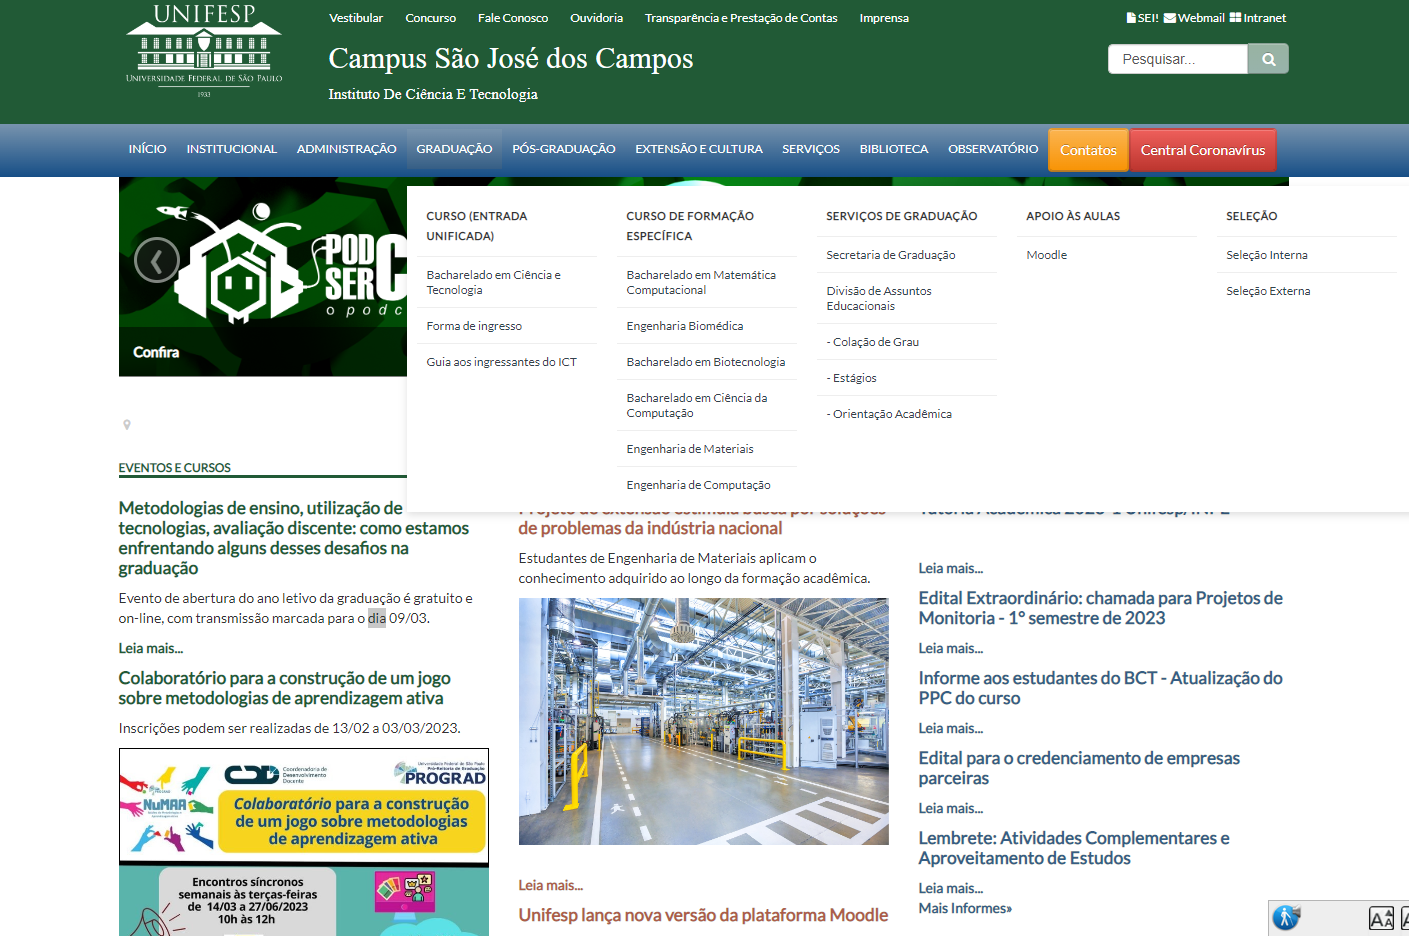 UNIFESP
UNIVERSIDADE FEDERAL DE SÃO PAULO
1933
Vestibular Concurso Fale Conosco Ouvidoria Transparência e Prestação de Contas Imprensa
SEI! Webmail Intranet
Campus São José dos Campos
Instituto De Ciência E Tecnologia
Pesquisar...
INÍCIO INSTITUCIONAL ADMINISTRAÇÃO GRADUAÇÃO PÓS-GRADUAÇÃO EXTENSÃO E CULTURA SERVIÇOS BIBLIOTECA OBSERVATÓRIO Contatos Central Coronavírus
POD
SER
o podc
Confira
CURSO (ENTRADA
UNIFICADA)
Bacharelado em Ciência e
Tecnologia
Forma de ingresso
Guia aos ingressantes do ICT
CURSO DE FORMAÇÃO
ESPECÍFICA
Bacharelado em Matemática
Computacional
Engenharia Biomédica
Bacharelado em Biotecnologia
Bacharelado em Ciência da
Computação
Engenharia de Materiais
Engenharia de Computação
SERVIÇOS DE GRADUAÇÃO
Secretaria de Graduação
Divisão de Assuntos
Educacionais
- Colação de Grau
- Estágios
- Orientação Acadêmica
APOIO ÀS AULAS
Moodle
SELEÇÃO
Seleção Interna
Seleção Externa
EVENTOS E CURSOS
Metodologias de ensino, utilização de
tecnologias, avaliação discente: como estamos
enfrentando alguns desses desafios na
graduação
Evento de abertura do ano letivo da graduação é gratuito e
on-line, com transmissão marcada para o dia 09/03.
Leia mais...
Colaboratório para a construção de um jogo
sobre metodologias de aprendizagem ativa
Inscrições podem ser realizadas de 13/02 a 03/03/2023.
NuMAA
Coordenadoria de
Desenvolvimento
Docente
Universidade Federal de São Paulo
Pró-Reitoria de Graduação
PROGRAD
Colaboratório para a construção
de um jogo sobre metodologias
de aprendizagem ativa
Encontros síncronos
semanais às terças-feiras
de 14/03 a 27/06/2023
10h às 12h
Projeto de extensão estimula busca por soluções
de problemas da indústria nacional
Estudantes de Engenharia de Materiais aplicam o
conhecimento adquirido ao longo da formação acadêmica.
Leia mais...
Unifesp lança nova versão da plataforma Moodle
Leia mais...
Edital Extraordinário: chamada para Projetos de
Monitoria - 1º semestre de 2023
Leia mais...
Informe aos estudantes do BCT - Atualização do
PPC do curso
Leia mais...
Edital para o credenciamento de empresas
parceiras
Leia mais...
Lembrete: Atividades Complementares e
Aproveitamento de Estudos
Leia mais...
Mais Informes»